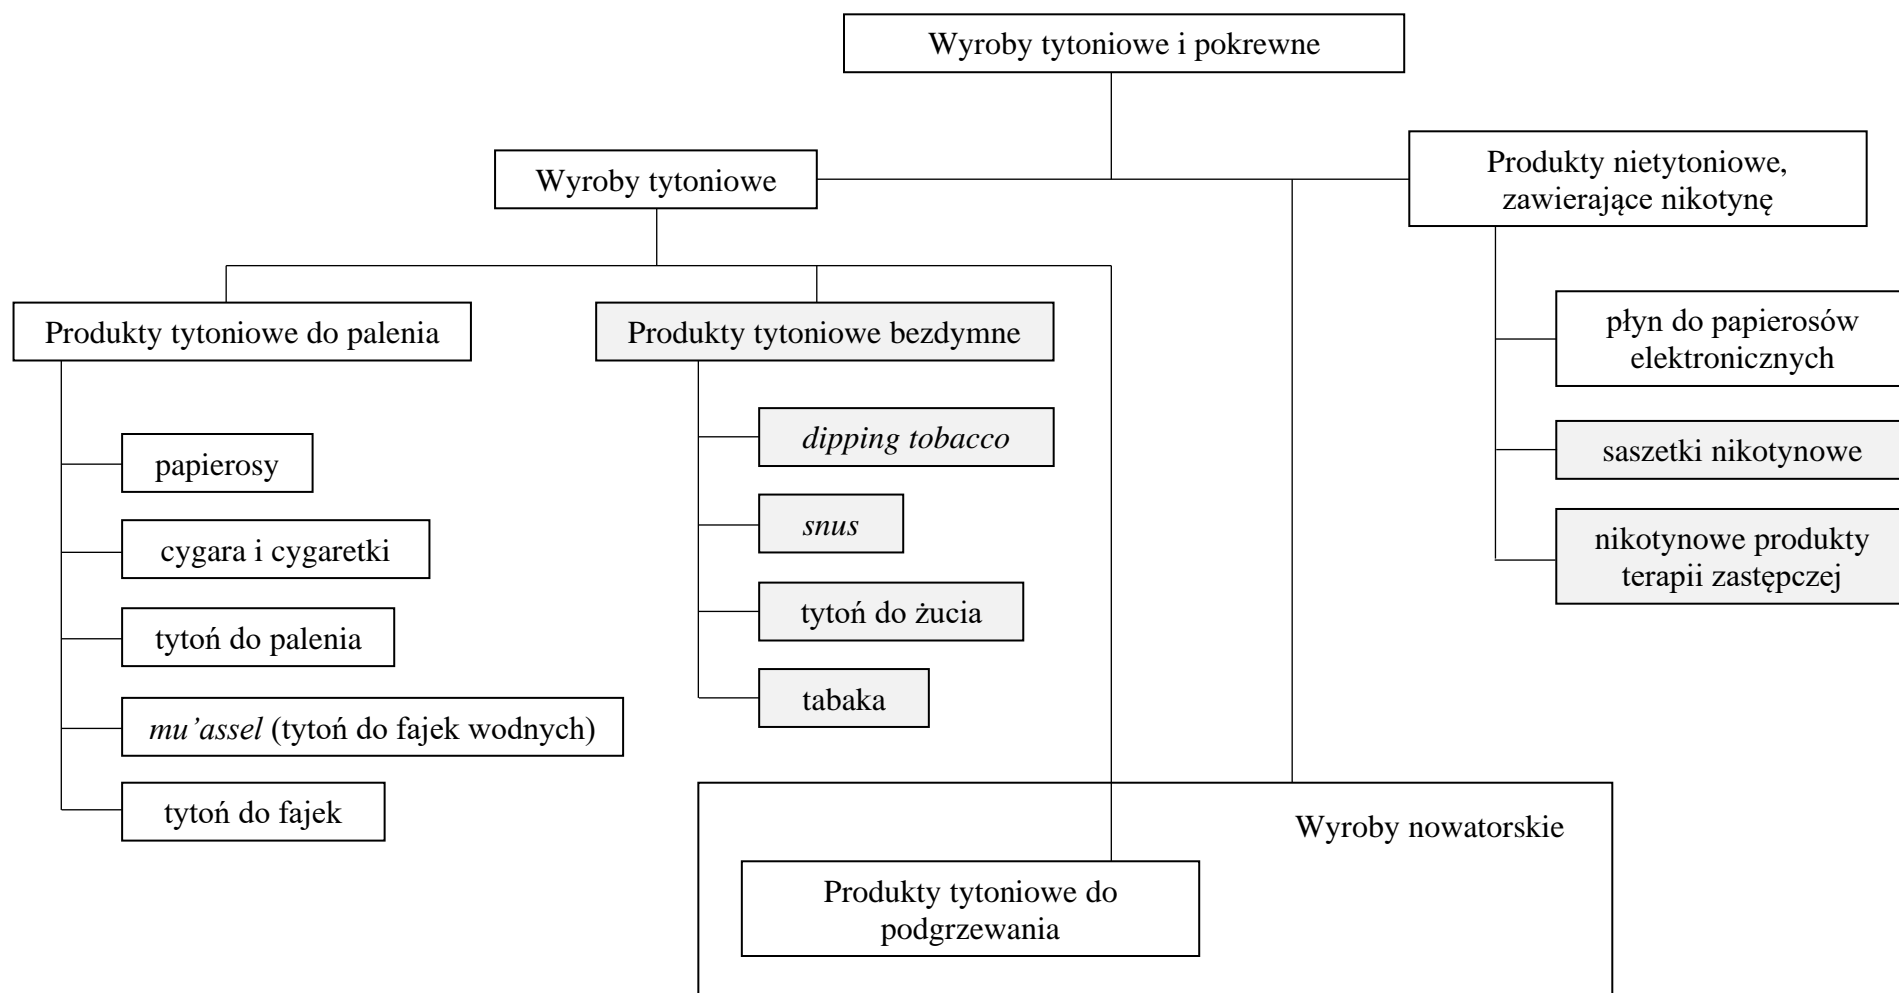 Wyroby tytoniowe i pokrewne
Wyroby tytoniowe
Produkty nietytoniowe,
zawierające nikotynę
Produkty tytoniowe do palenia
papierosy
cygara i cygaretki
tytoń do palenia
mu’assel (tytoń do fajek wodnych)
tytoń do fajek
Produkty tytoniowe bezdymne
dipping tobacco
snus
tytoń do żucia
tabaka
płyn do papierosów
elektronicznych
saszetki nikotynowe
nikotynowe produkty
terapii zastępczej
Wyroby nowatorskie
Produkty tytoniowe do
podgrzewania